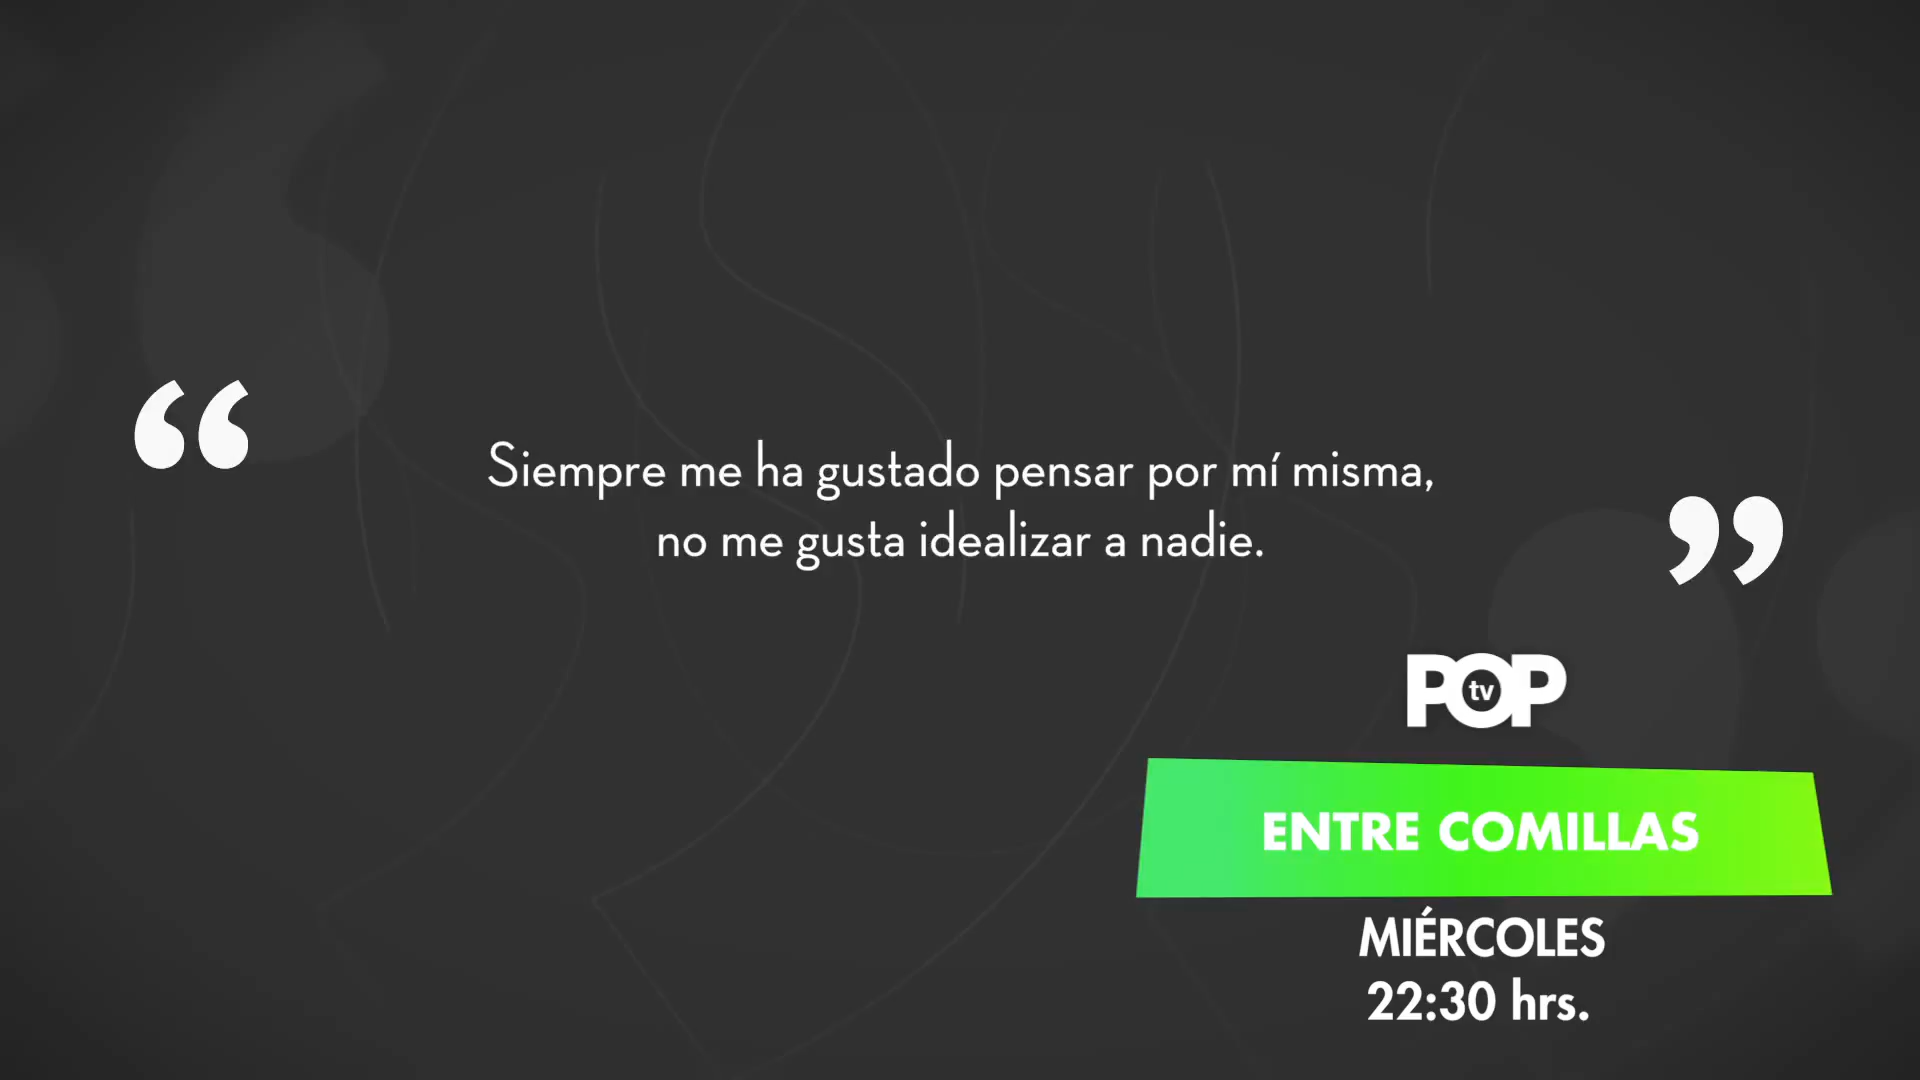 “
Siempre me ha gustado pensar por mí misma,
no me gusta idealizar a nadie.
”
POP
tv
ENTRE COMILLAS
MIÉRCOLES
22:30 hrs.